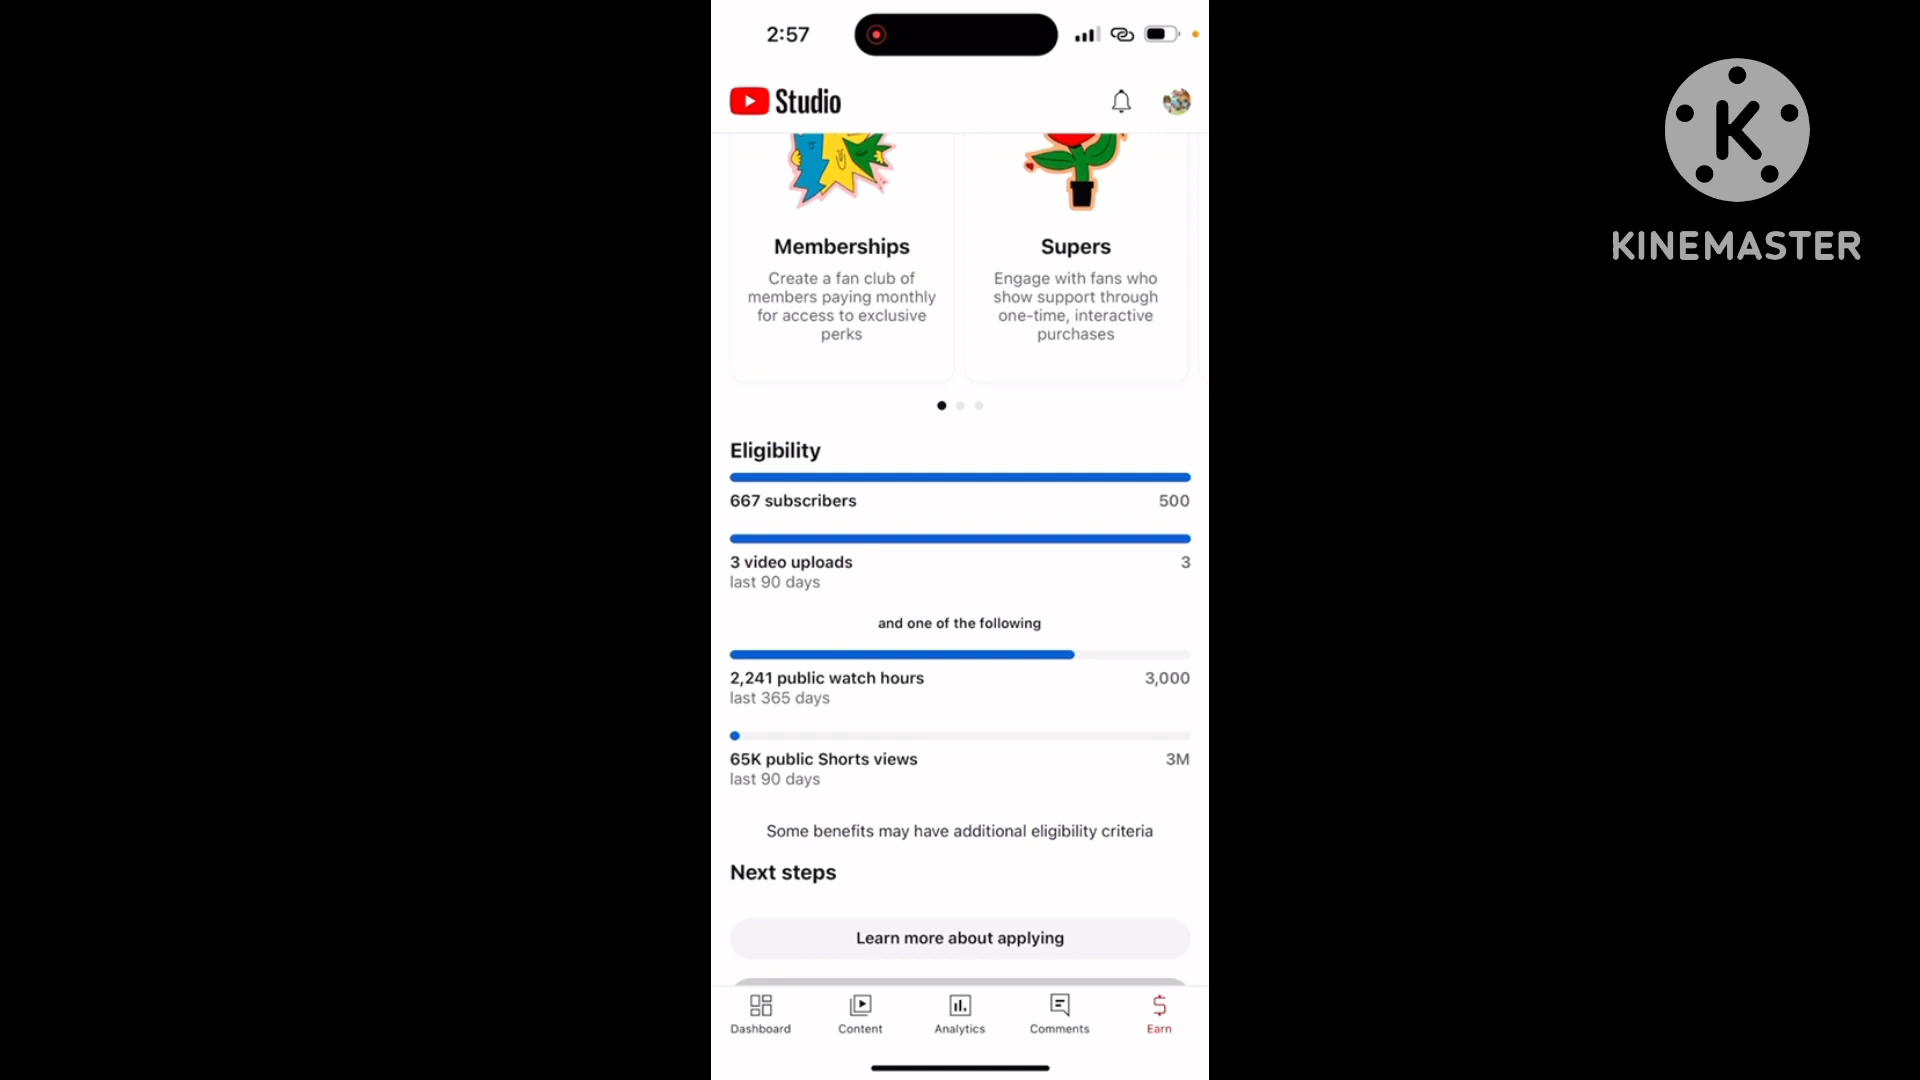 2:57
Studio
K
KINEMASTER
Memberships
Create a fan club of
members paying monthly
for access to exclusive
perks
Supers
Engage with fans who
show support through
one-time, interactive
purchases
Eligibility
667 subscribers 500
3 video uploads 3
last 90 days
and one of the following
2,241 public watch hours 3,000
last 365 days
65K public Shorts views 3M
last 90 days
Some benefits may have additional eligibility criteria
Next steps
Learn more about applying
Dashboard Content Analytics Comments Earn